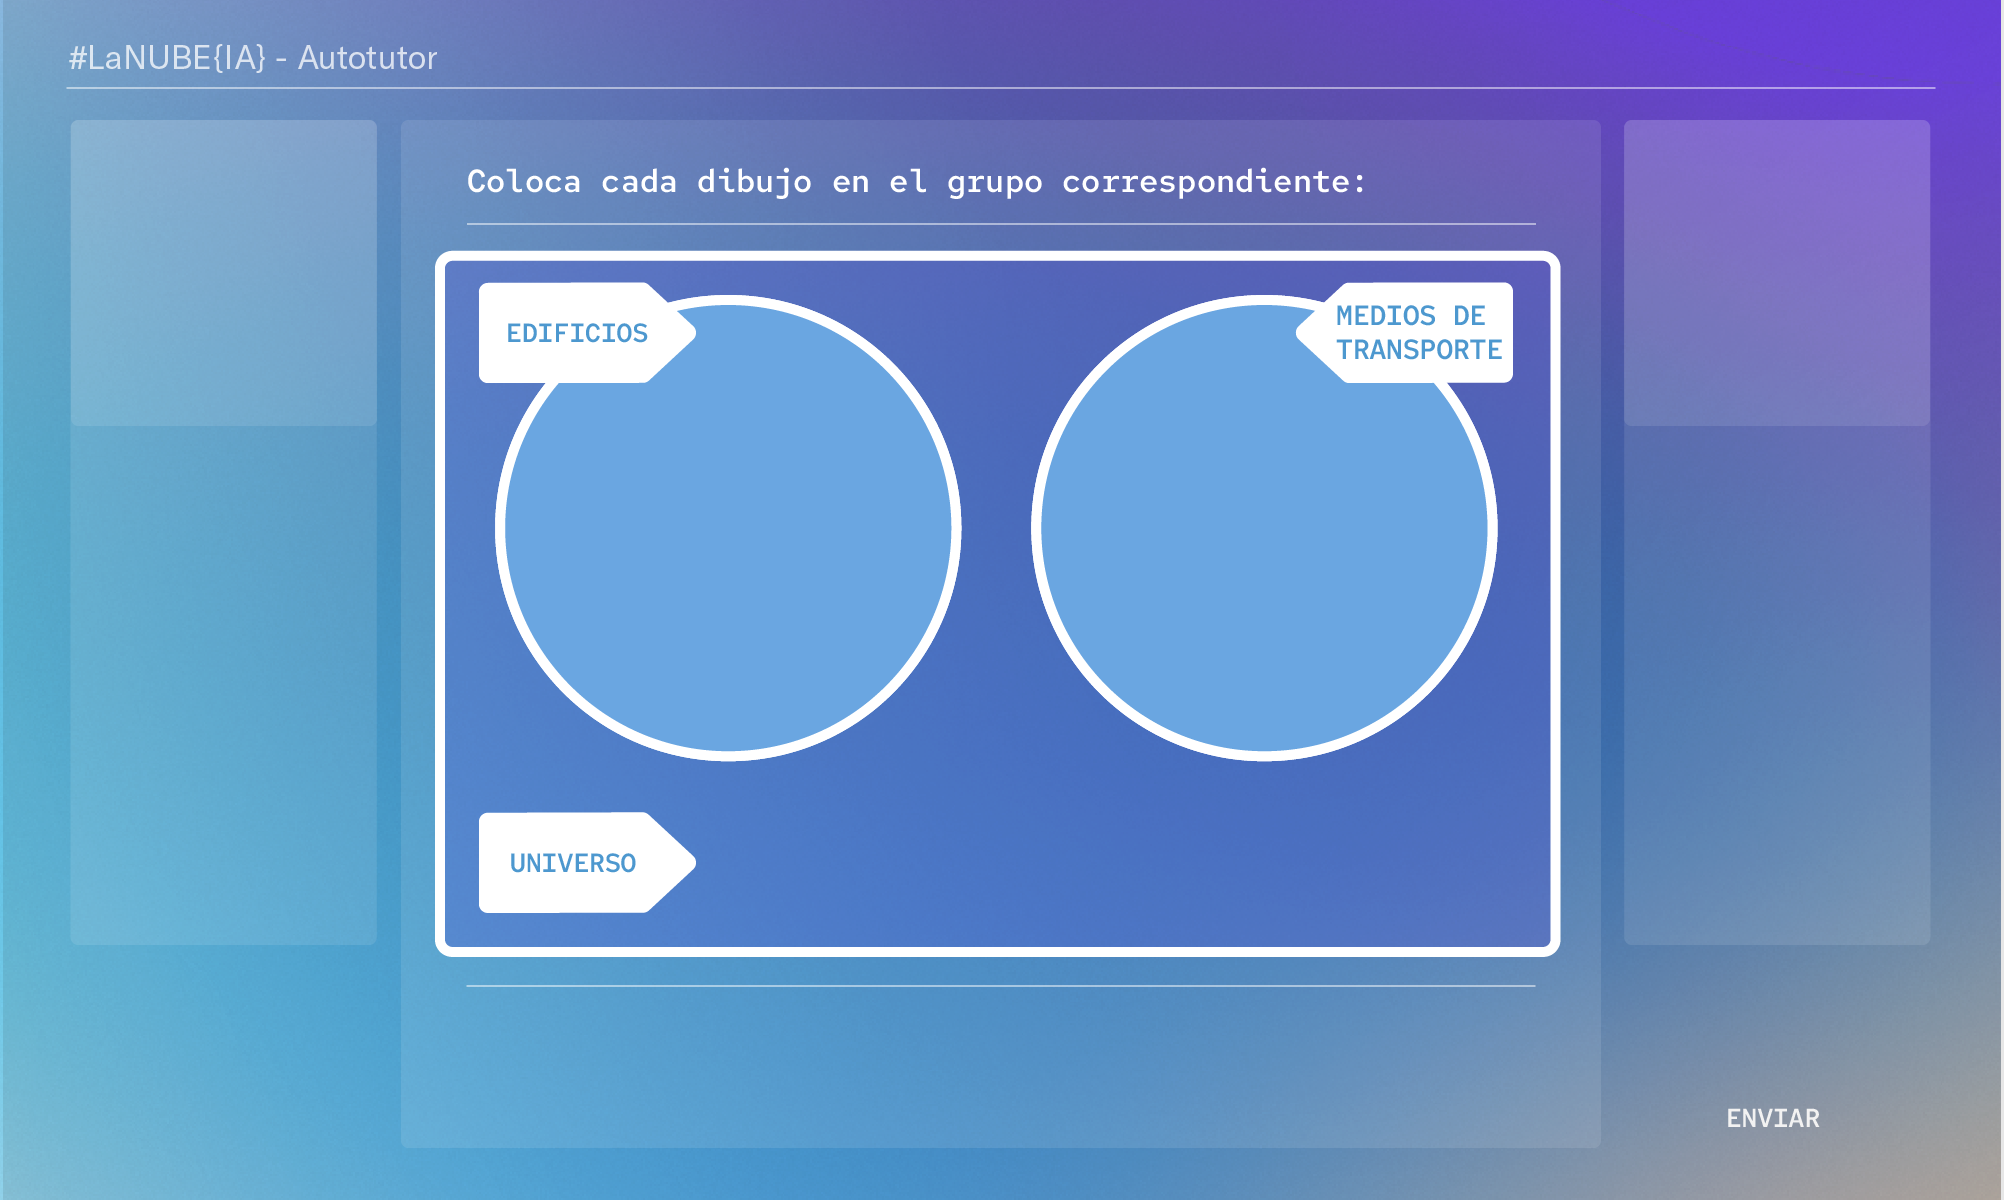 #LaNUBE{IA} - Autotutor
Coloca cada dibujo en el grupo correspondiente:
EDIFICIOS
MEDIOS DE
TRANSPORTE
UNIVERSO
ENVIAR